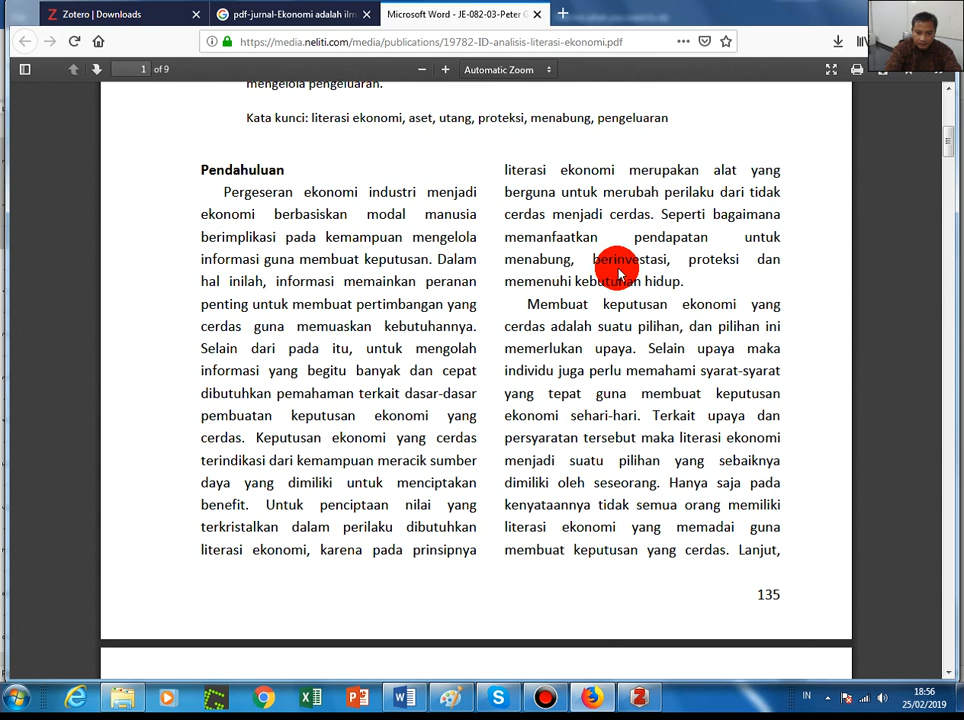 Zotero | Downloads
pdf-jurnal-Ekonomi adalah ilm
Microsoft Word - JE-082-03-Peter G
https://media.neliti.com/media/publications/19782-ID-analisis-literasi-ekonomi.pdf
1 of 9
Automatic Zoom
mengelola pengeluaran.
Kata kunci: literasi ekonomi, aset, utang, proteksi, menabung, pengeluaran
Pendahuluan
Pergeseran ekonomi industri menjadi
ekonomi berbasiskan modal manusia
berimplikasi pada kemampuan mengelola
informasi guna membuat keputusan. Dalam
hal inilah, informasi memainkan peranan
penting untuk membuat pertimbangan yang
cerdas guna memuaskan kebutuhannya.
Selain dari pada itu, untuk mengolah
informasi yang begitu banyak dan cepat
dibutuhkan pemahaman terkait dasar-dasar
pembuatan keputusan ekonomi yang
cerdas. Keputusan ekonomi yang cerdas
terindikasi dari kemampuan meracik sumber
daya yang dimiliki untuk menciptakan
benefit. Untuk penciptaan nilai yang
terkristalkan dalam perilaku dibutuhkan
literasi ekonomi, karena pada prinsipnya
literasi ekonomi merupakan alat yang
berguna untuk merubah perilaku dari tidak
cerdas menjadi cerdas. Seperti bagaimana
memanfaatkan pendapatan untuk
menabung, berinvestasi, proteksi dan
memenuhi kebutuhan hidup.
Membuat keputusan ekonomi yang
cerdas adalah suatu pilihan, dan pilihan ini
memerlukan upaya. Selain upaya maka
individu juga perlu memahami syarat-syarat
yang tepat guna membuat keputusan
ekonomi sehari-hari. Terkait upaya dan
persyaratan tersebut maka literasi ekonomi
menjadi suatu pilihan yang sebaiknya
dimiliki oleh seseorang. Hanya saja pada
kenyataannya tidak semua orang memiliki
literasi ekonomi yang memadai guna
membuat keputusan yang cerdas. Lanjut,
135
IN
18:56
25/02/2019